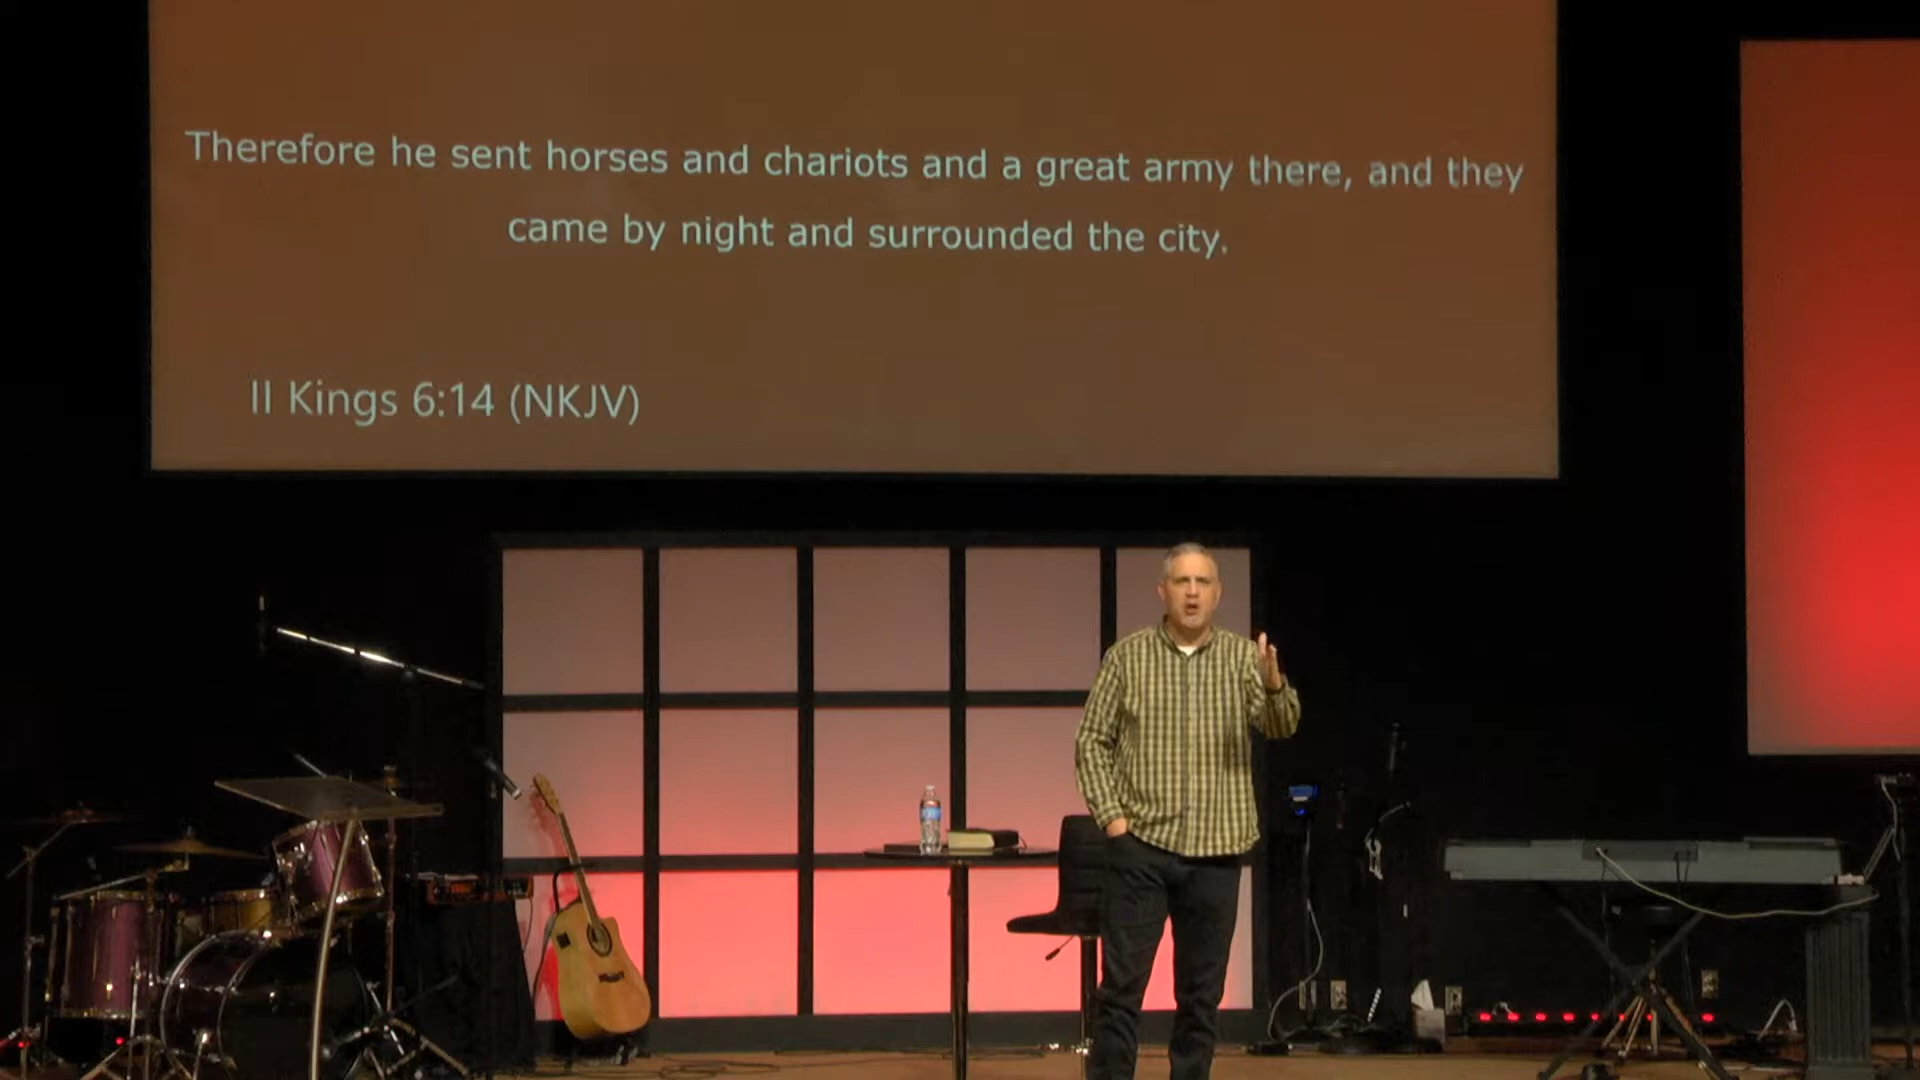 Therefore he sent horses and chariots and a great army there, and they
came by night and surrounded the city.
II Kings 6:14 (NKJV)